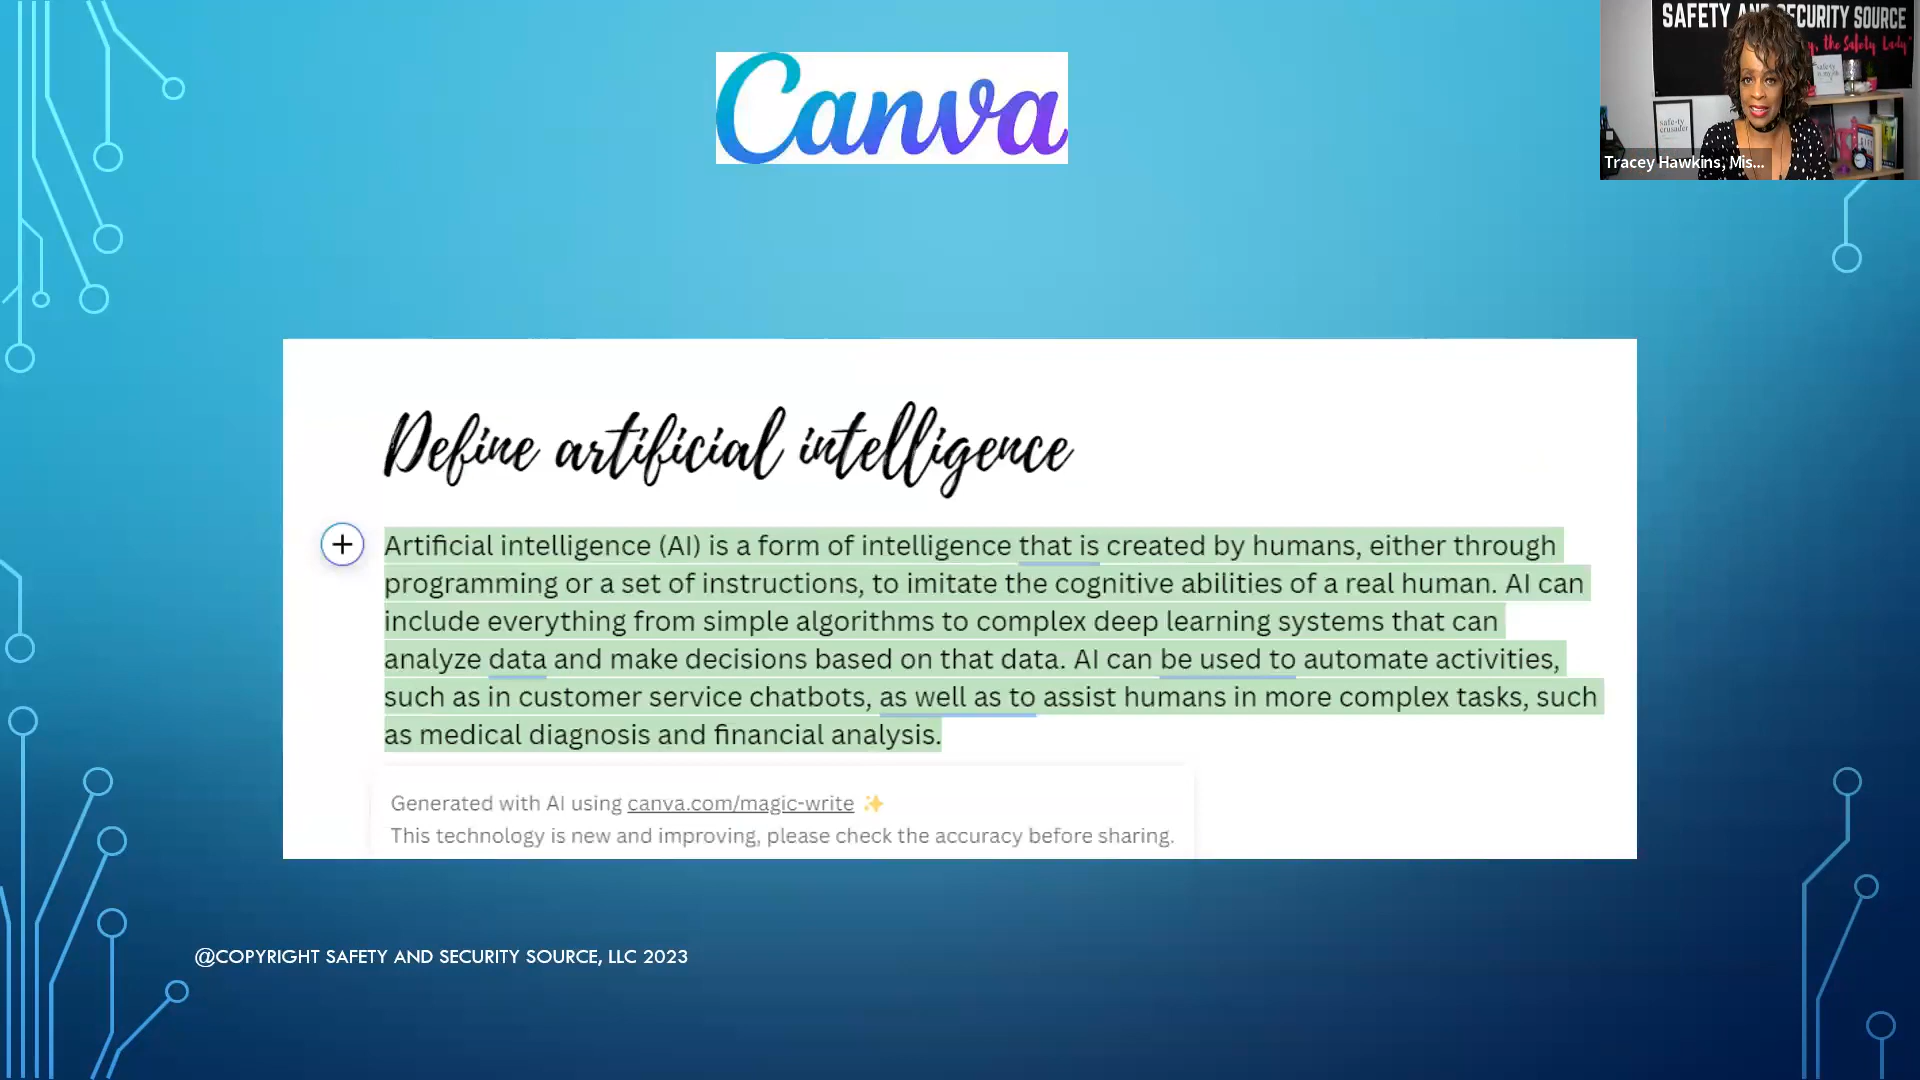 Canva
SAFETY AND SECURITY SOURCE
, the Safety Lady"
safe·ty
crusader
Tracey Hawkins, Mis...
Define artificial intelligence
Artificial intelligence (AI) is a form of intelligence that is created by humans, either through
programming or a set of instructions, to imitate the cognitive abilities of a real human. AI can
include everything from simple algorithms to complex deep learning systems that can
analyze data and make decisions based on that data. AI can be used to automate activities,
such as in customer service chatbots, as well as to assist humans in more complex tasks, such
as medical diagnosis and financial analysis.
Generated with AI using canva.com/magic-write ✨
This technology is new and improving, please check the accuracy before sharing.
@COPYRIGHT SAFETY AND SECURITY SOURCE, LLC 2023